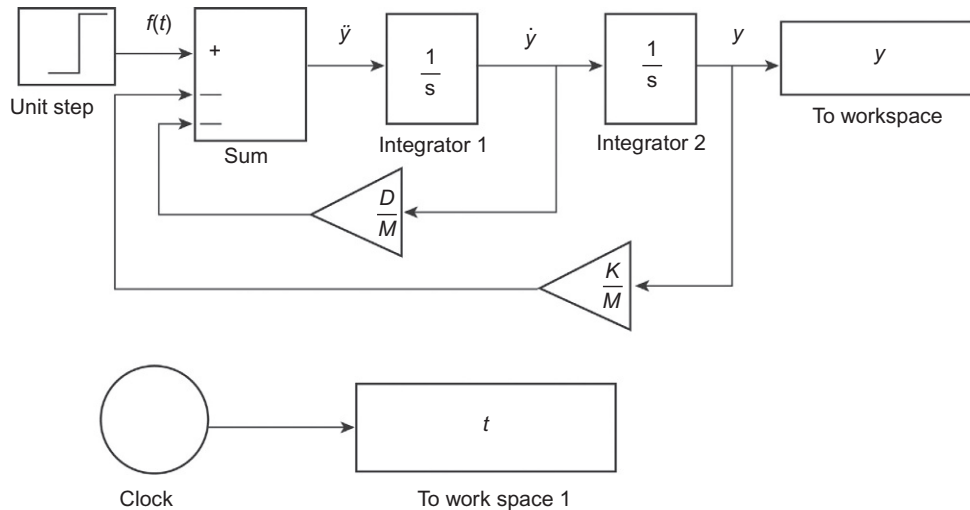 f(t)
+
—
—
Unit step
Sum
ÿ
1
s
Integrator 1
ẏ
1
s
Integrator 2
y
y
To workspace
D
M
K
M
Clock
t
To work space 1